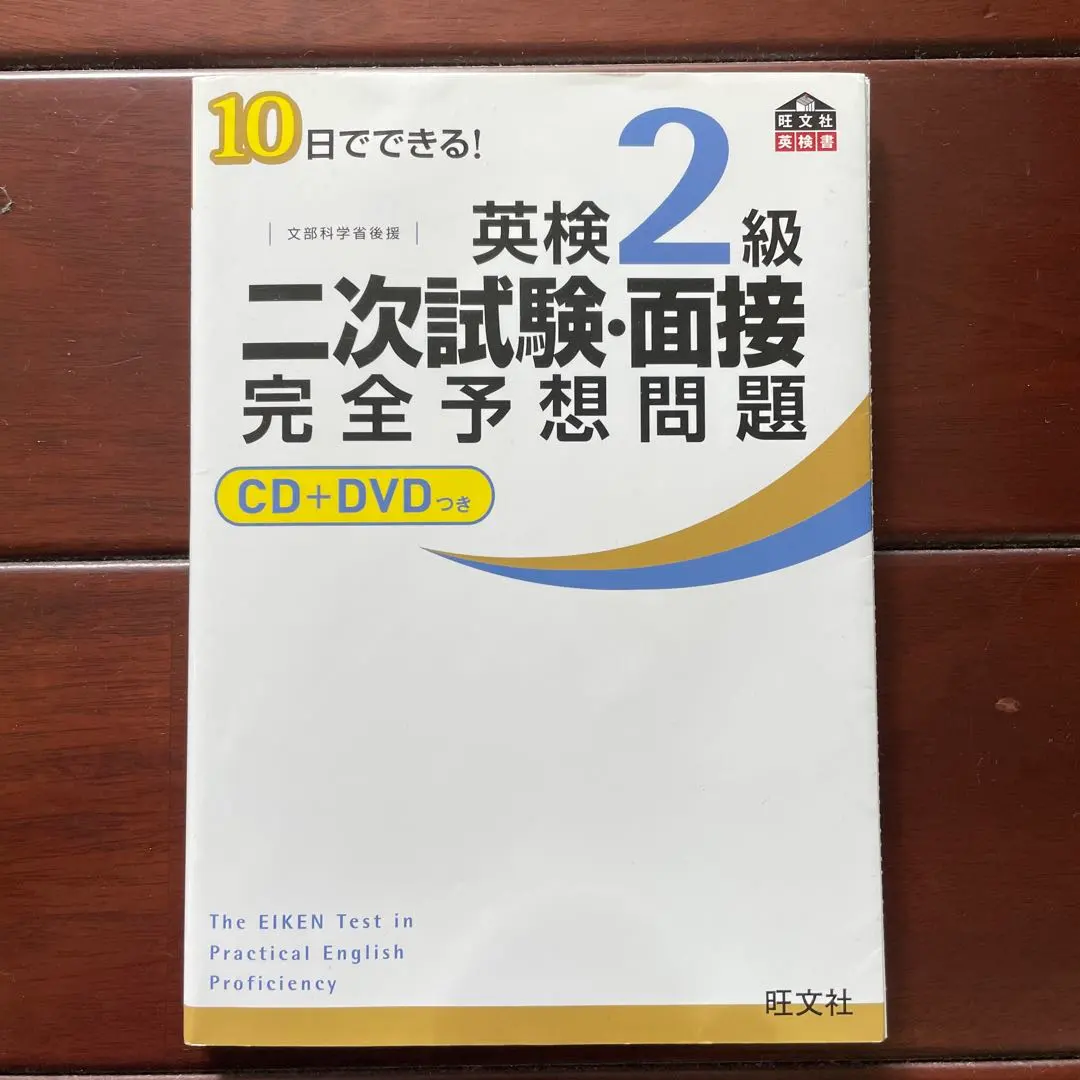 10日でできる!
旺文社
英検書
文部科学省後援
英検2級
二次試験・面接
完全予想問題
CD+DVDつき
The EIKEN Test in
Practical English
Proficiency
旺文社